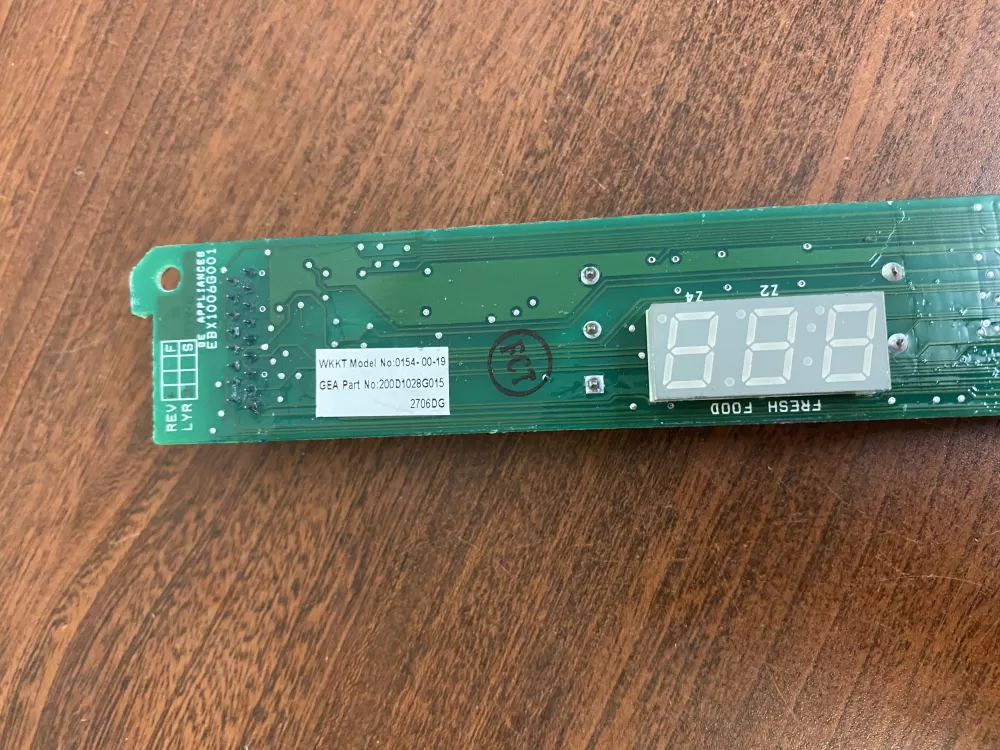 GE APPLIANCES
EBX1006G001
F S
REV
LYR
WKKT Model No:0154-00-19
GEA Part No:200D1028G015
2706DG
FCT
Z4
Z2
FRESH FOOD